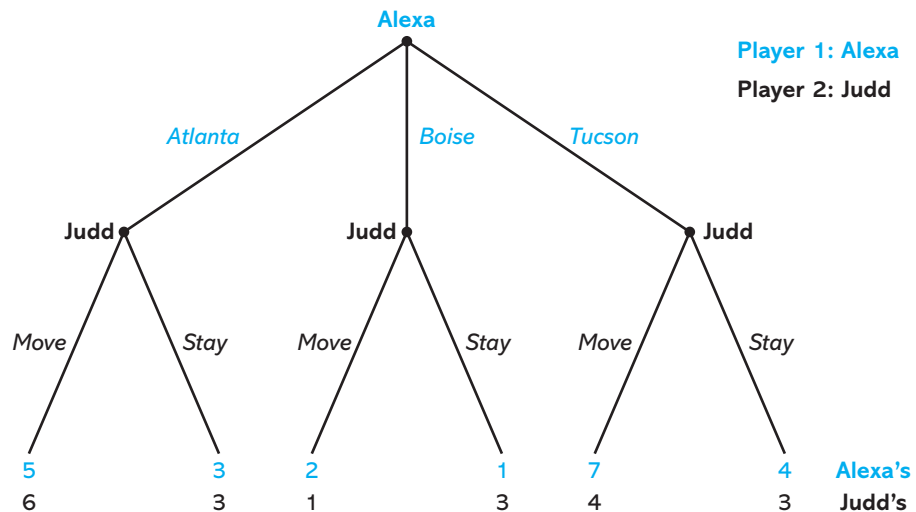 Alexa
Player 1: Alexa
Player 2: Judd
Atlanta
Boise
Tucson
Judd
Judd
Judd
Move
Stay
Move
Stay
Move
Stay
5 3 2 1 7 4 Alexa's
6 3 1 3 4 3 Judd's